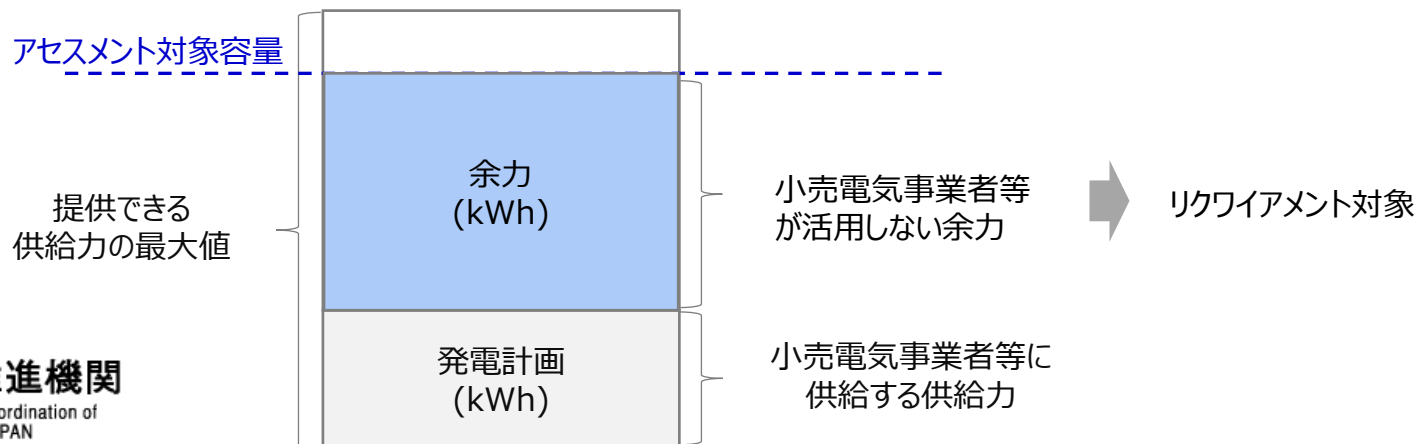 アセスメント対象容量
提供できる
供給力の最大値
余力
(kWh)
小売電気事業者等
が活用しない余力
リクワイアメント対象
発電計画
(kWh)
小売電気事業者等に
供給する供給力
進機関
ordination of
PAN